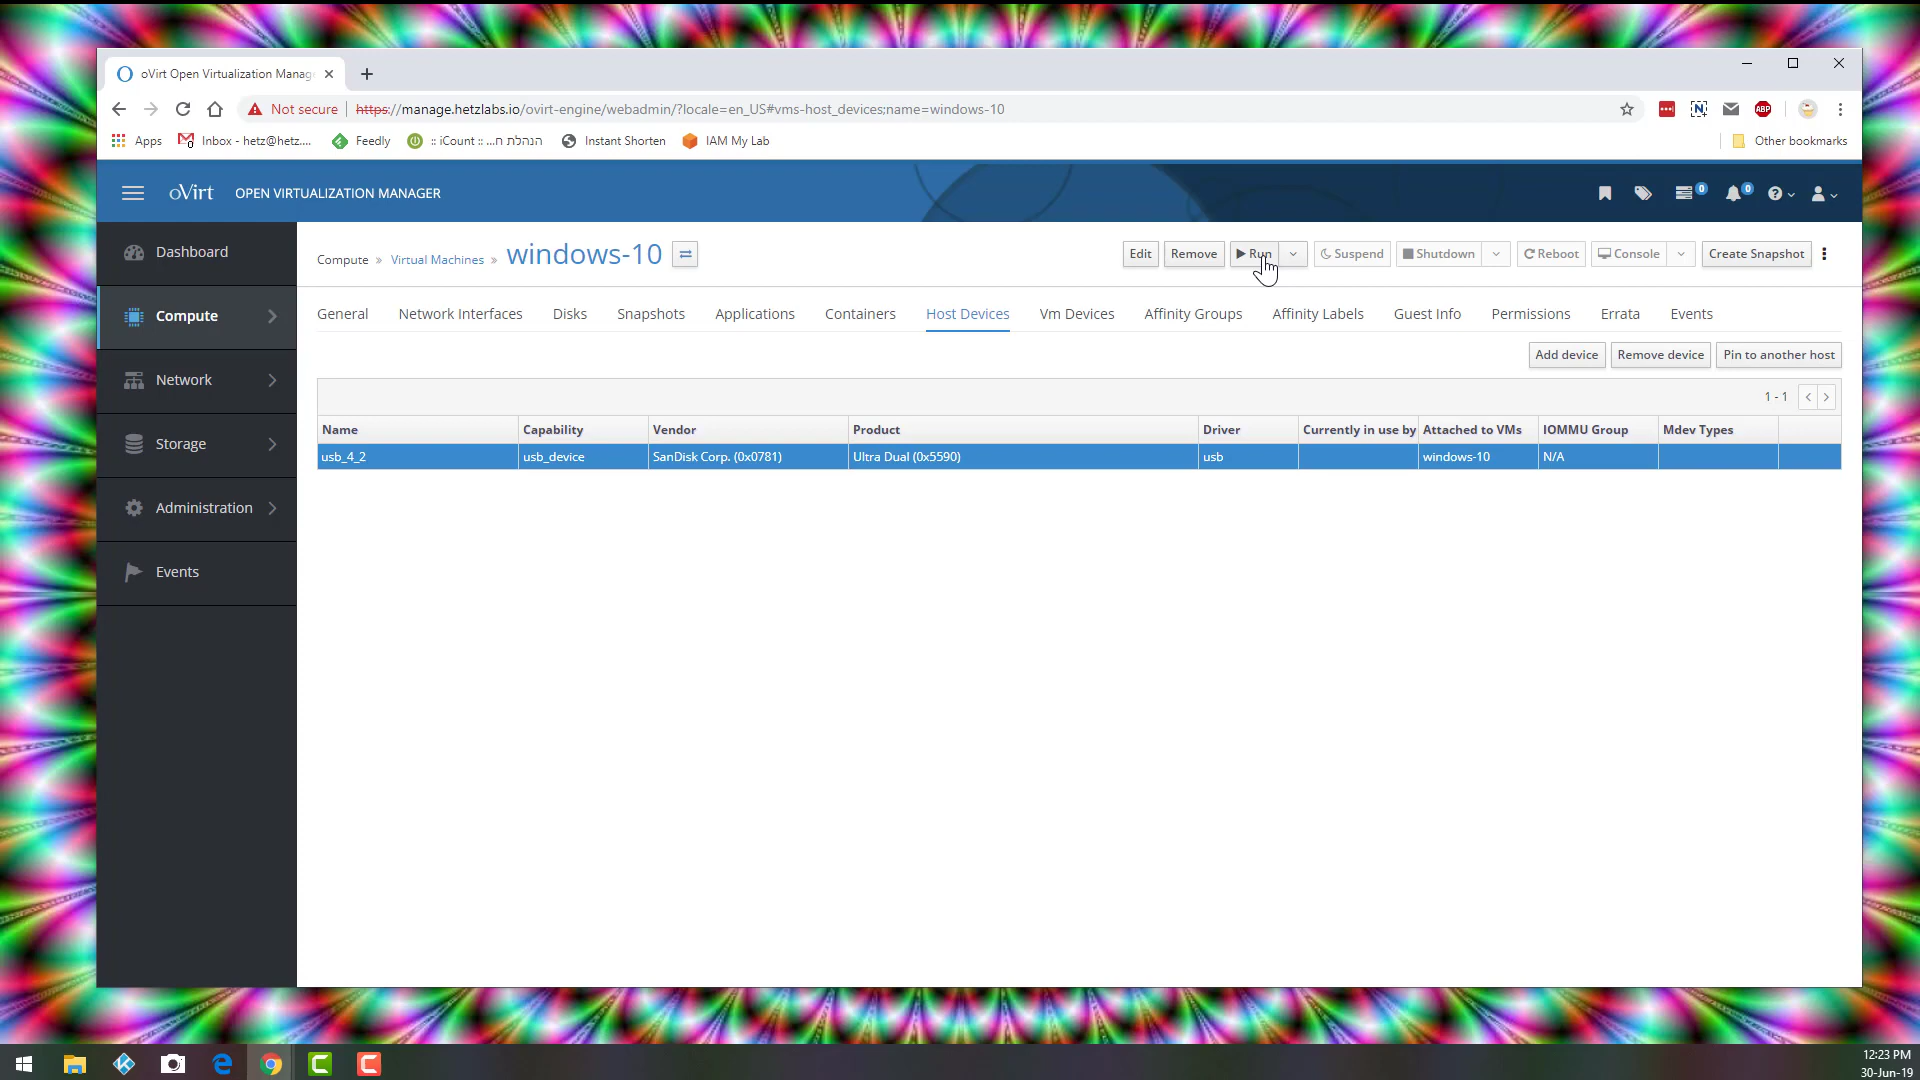 oVirt Open Virtualization Manag
Not secure
https://manage.hetzlabs.io/ovirt-engine/webadmin/?locale=en_US#vms-host_devices;name=windows-10
ABP
Apps
Inbox - hetz@hetz....
Feedly
:: iCount :: ...הנהלת ח
Instant Shorten
IAM My Lab
Other bookmarks
oVirt OPEN VIRTUALIZATION MANAGER
0
0
Dashboard
Compute
Network
Storage
Administration
Events
Compute » Virtual Machines » windows-10
Edit
Remove
Run
Suspend
Shutdown
Reboot
Console
Create Snapshot
General
Network Interfaces
Disks
Snapshots
Applications
Containers
Host Devices
Vm Devices
Affinity Groups
Affinity Labels
Guest Info
Permissions
Errata
Events
Add device
Remove device
Pin to another host
1 - 1
Name Capability Vendor Product Driver Currently in use by Attached to VMs IOMMU Group Mdev Types
usb_4_2 usb_device SanDisk Corp. (0x0781) Ultra Dual (0x5590) usb windows-10 N/A
12:23 PM
30-Jun-19